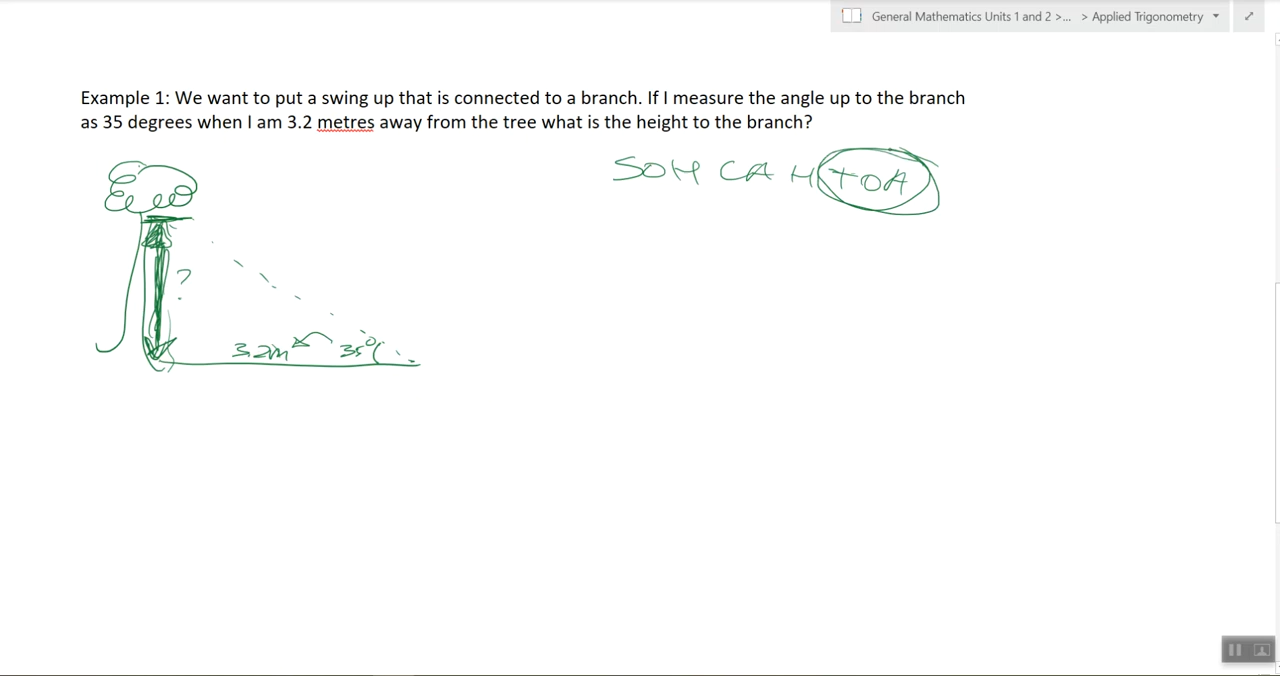 General Mathematics Units 1 and 2 >... > Applied Trigonometry
Example 1: We want to put a swing up that is connected to a branch. If I measure the angle up to the branch
as 35 degrees when I am 3.2 metres away from the tree what is the height to the branch?
SOH CAH TOA
?
3.2m 35°